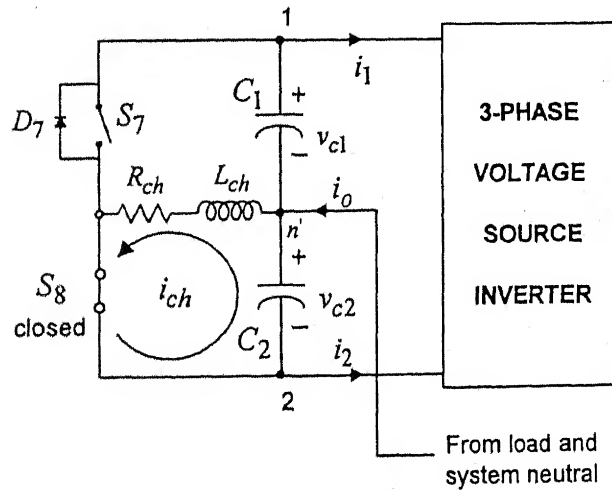 1
i1
D7
S7
C1
+
vc1
−
3-PHASE
VOLTAGE
SOURCE
INVERTER
Rch
Lch
io
n'
S8
closed
ich
+
vc2
−
C2
i2
2
From load and
system neutral